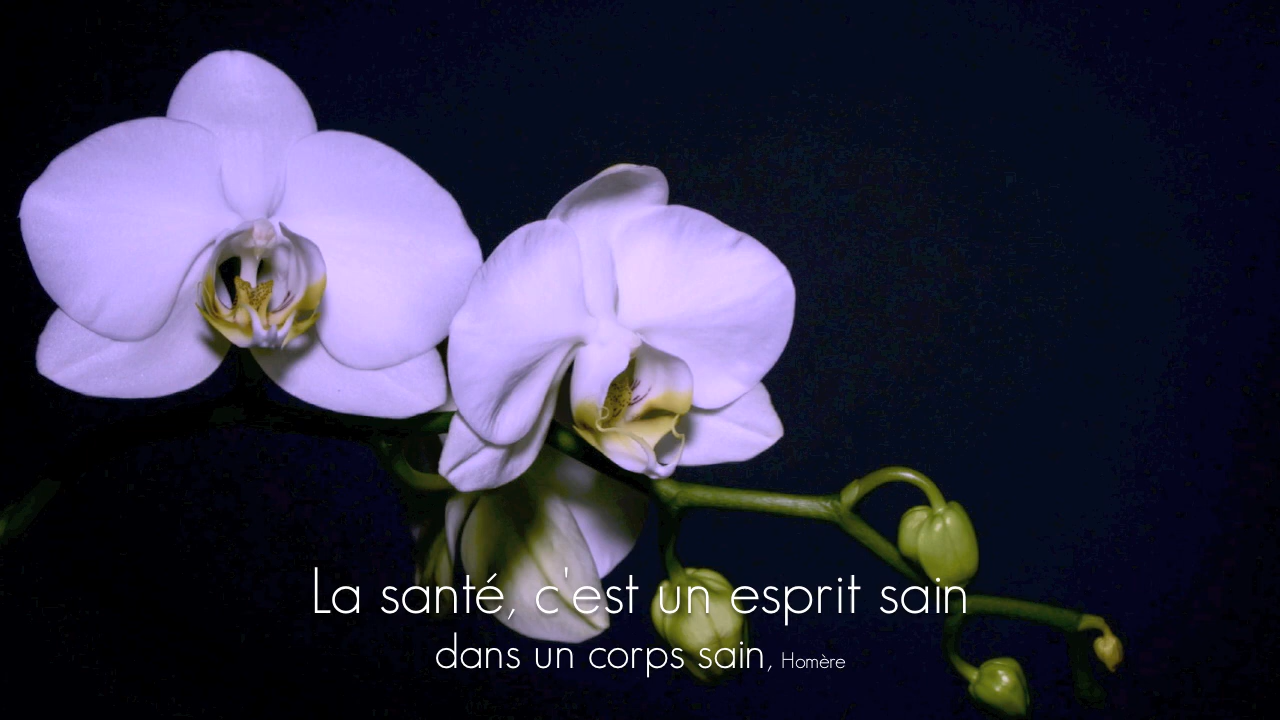 La santé, c'est un esprit sain
dans un corps sain, Homère